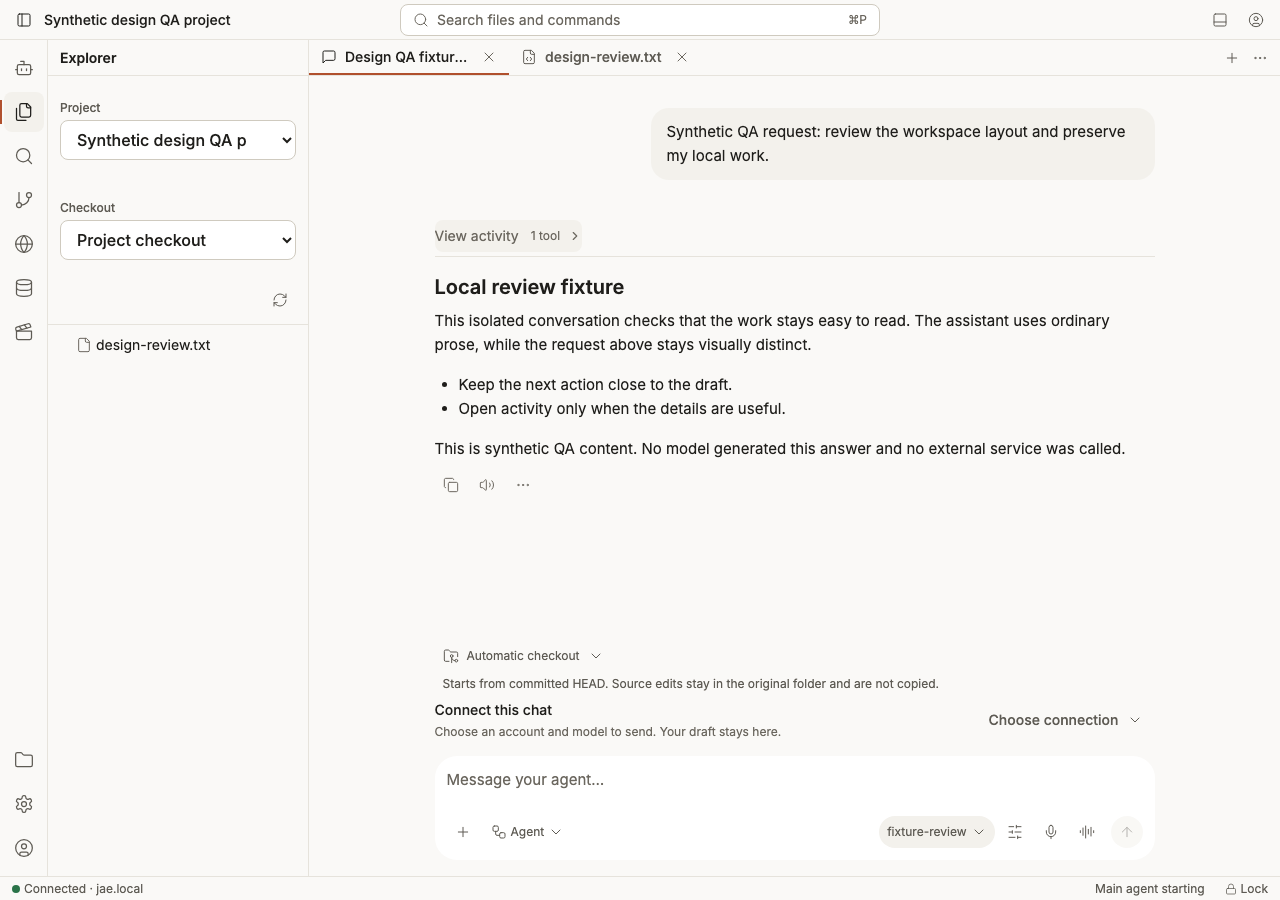 Synthetic design QA project
Search files and commands
⌘P
Explorer
Design QA fixtur...
design-review.txt
Project
Synthetic design QA p
Checkout
Project checkout
design-review.txt
Synthetic QA request: review the workspace layout and preserve
my local work.
View activity 1 tool
Local review fixture
This isolated conversation checks that the work stays easy to read. The assistant uses ordinary
prose, while the request above stays visually distinct.
• Keep the next action close to the draft.
• Open activity only when the details are useful.
This is synthetic QA content. No model generated this answer and no external service was called.
Automatic checkout
Starts from committed HEAD. Source edits stay in the original folder and are not copied.
Connect this chat
Choose an account and model to send. Your draft stays here.
Choose connection
Message your agent...
Agent
fixture-review
Connected · jae.local
Main agent starting
Lock